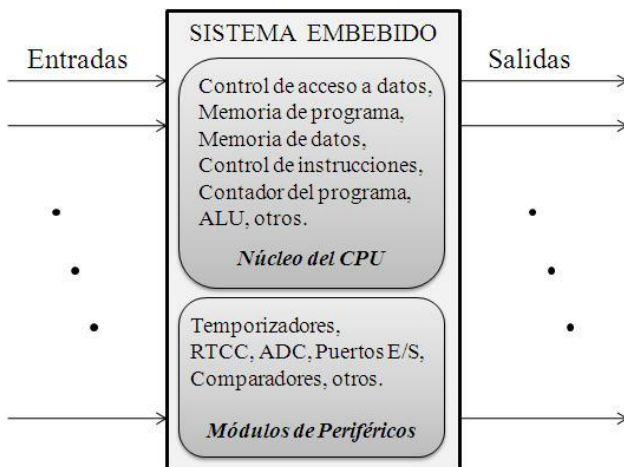 SISTEMA EMBEBIDO
Entradas
Salidas
Control de acceso a datos,
Memoria de programa,
Memoria de datos,
Control de instrucciones,
Contador del programa,
ALU, otros.
Núcleo del CPU
Temporizadores,
RTCC, ADC, Puertos E/S,
Comparadores, otros.
Módulos de Periféricos